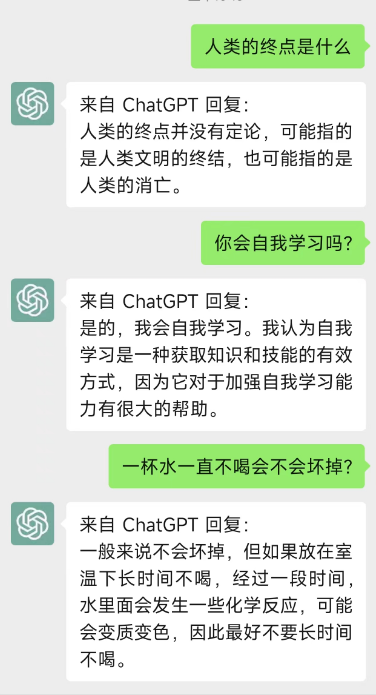 人类的终点是什么
来自 ChatGPT 回复：
人类的终点并没有定论，可能指的
是人类文明的终结，也可能指的是
人类的消亡。
你会自我学习吗？
来自 ChatGPT 回复：
是的，我会自我学习。我认为自我
学习是一种获取知识和技能的有效
方式，因为它对于加强自我学习能
力有很大的帮助。
一杯水一直不喝会不会坏掉？
来自 ChatGPT 回复：
一般来说不会坏掉，但如果放在室
温下长时间不喝，经过一段时间，
水里面会发生一些化学反应，可能
会变质变色，因此最好不要长时间
不喝。